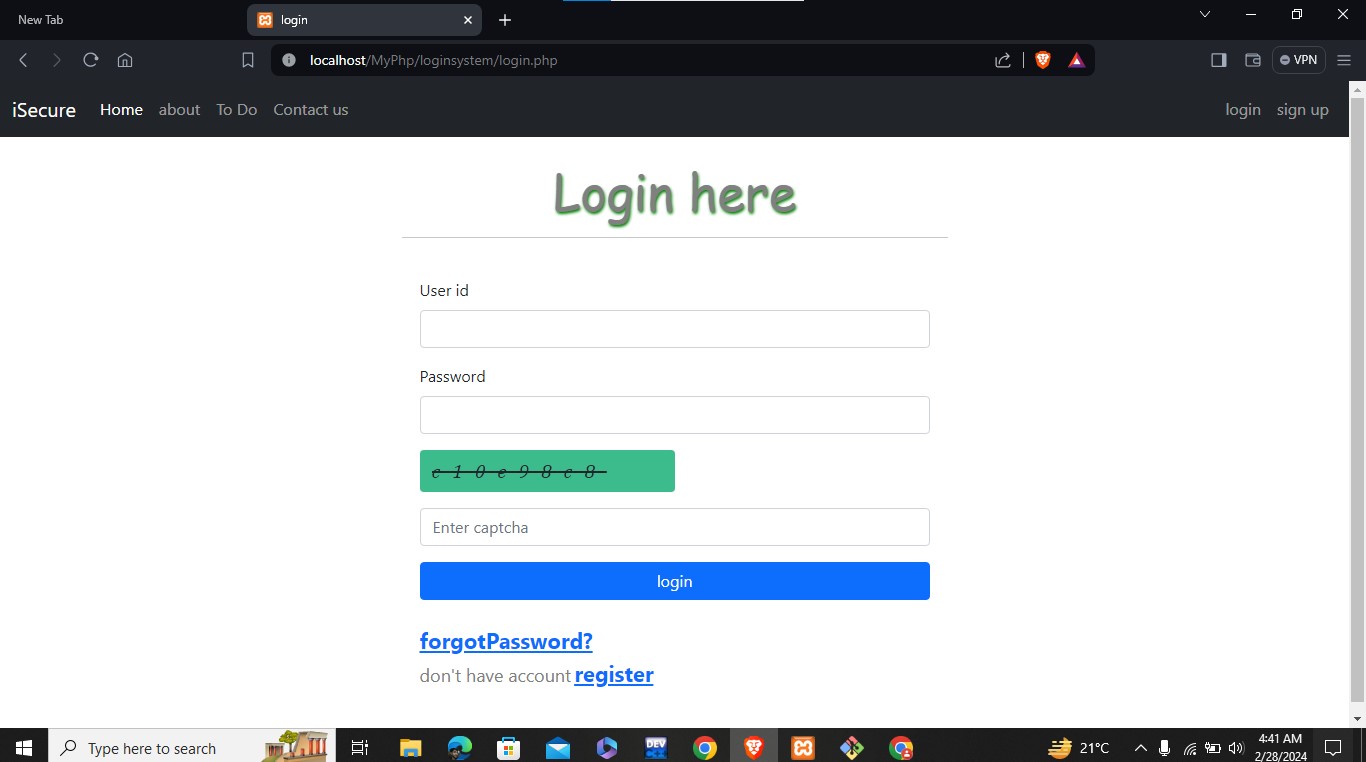 New Tab
login
localhost/MyPhp/loginsystem/login.php
VPN
iSecure Home about To Do Contact us login sign up
Login here
User id
Password
c 1 0 e 9 8 c 8
Enter captcha
login
forgotPassword?
don't have account register
Type here to search
DEV
21°C
4:41 AM
2/28/2024